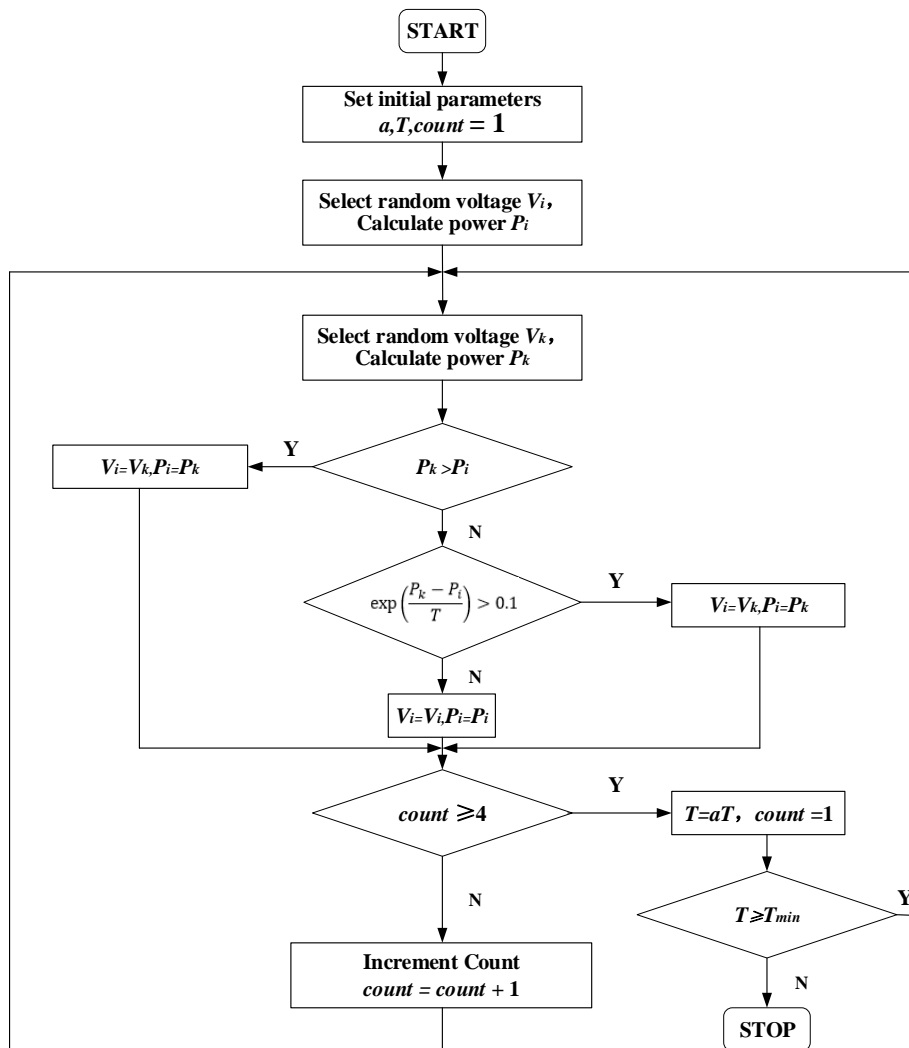 START
Set initial parameters
a,T,count = 1
Select random voltage Vi，
Calculate power Pi
Select random voltage Vk，
Calculate power Pk
Y
Vi=Vk,Pi=Pk
Pk >Pi
N
exp((Pk − Pi)/T) > 0.1
Y
Vi=Vk,Pi=Pk
N
Vi=Vi,Pi=Pi
count ≥4
Y
T=aT，count =1
N
T≥Tmin
Y
Increment Count
count = count + 1
N
STOP